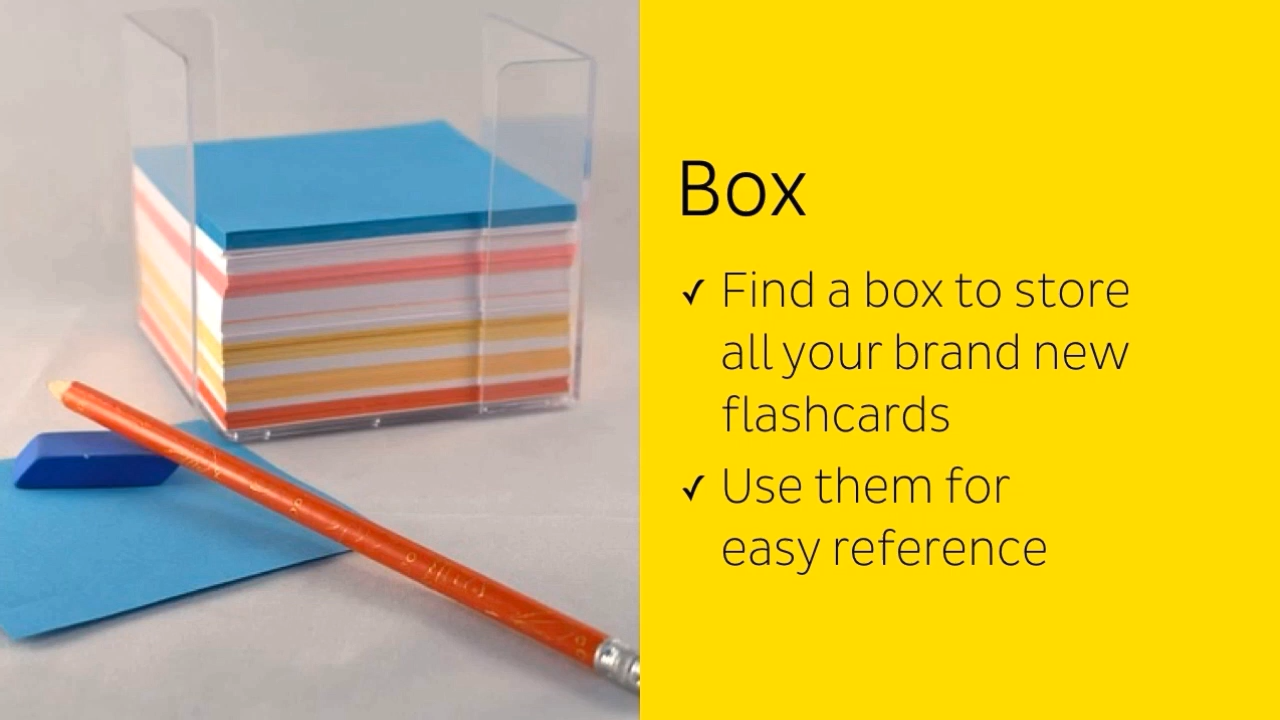 Box
✓ Find a box to store
all your brand new
flashcards
✓ Use them for
easy reference